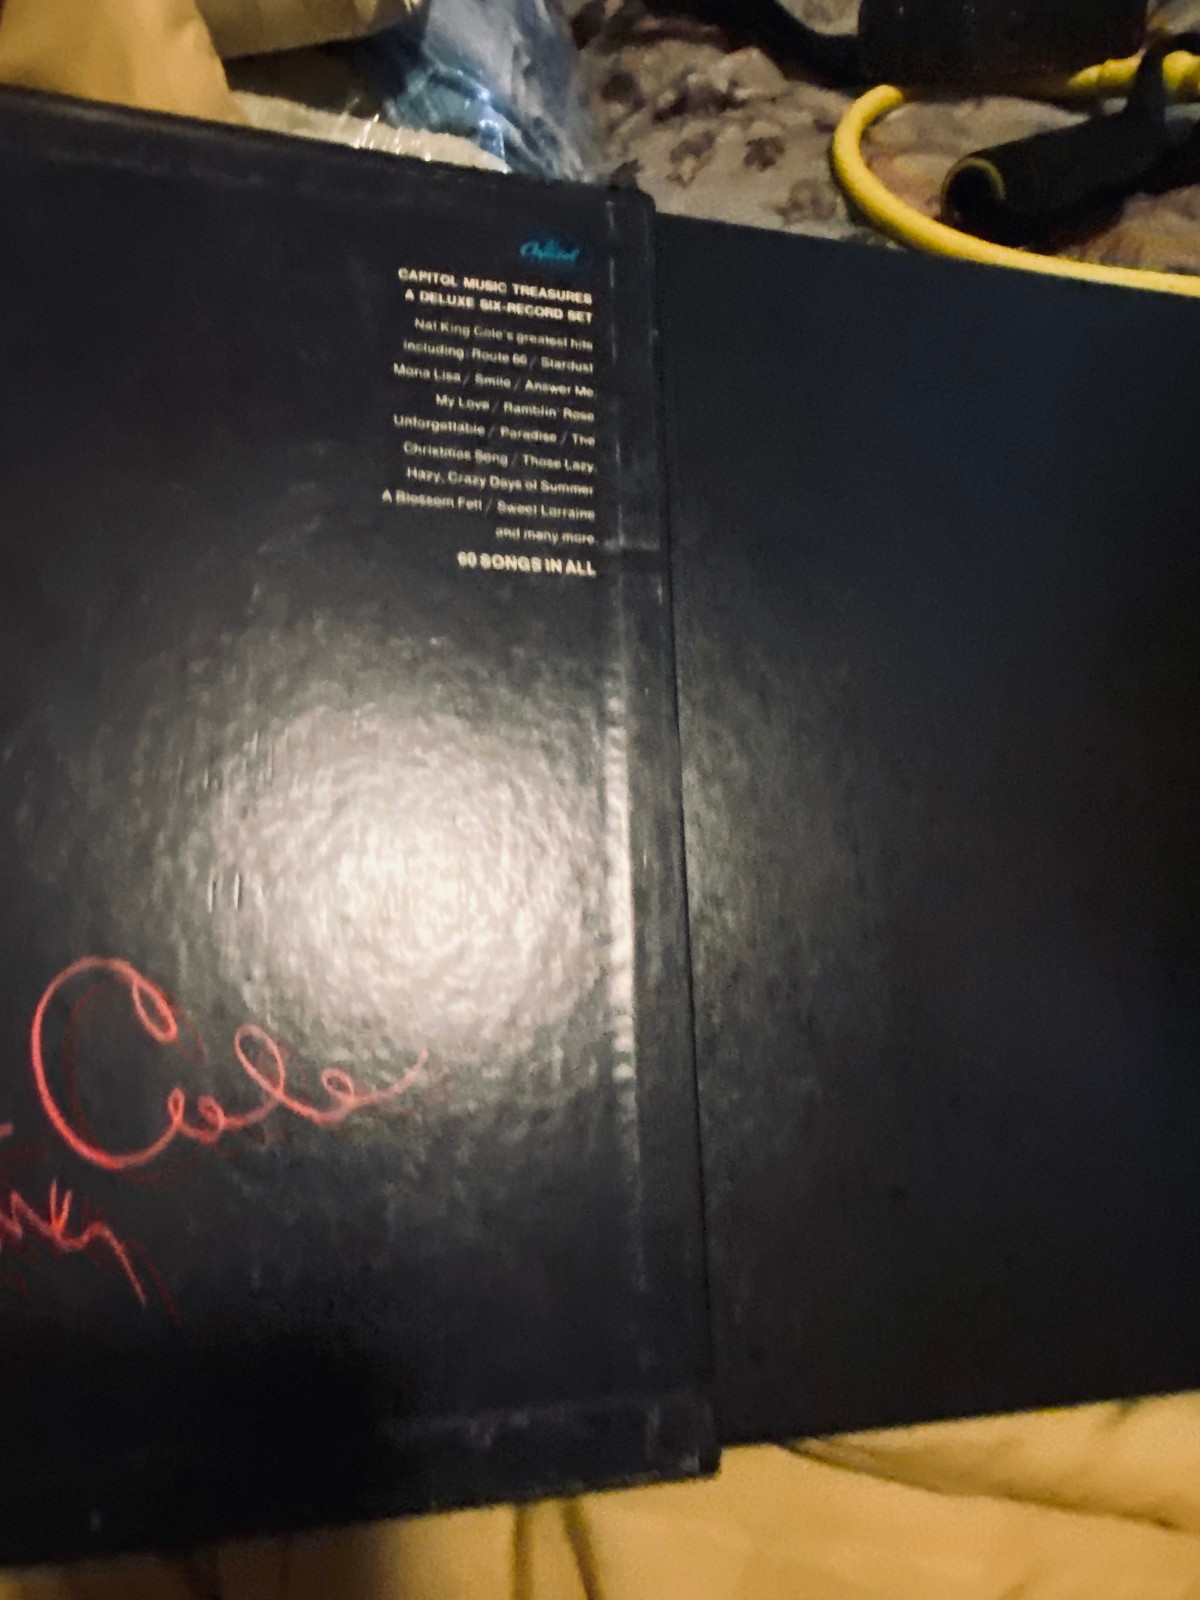 Capitol
CAPITOL MUSIC TREASURES
A DELUXE SIX-RECORD SET
Nat King Cole's greatest hits
including: Route 66 / Stardust
Mona Lisa / Smile / Answer Me
My Love / Ramblin' Rose
Unforgettable / Paradise / The
Christmas Song / Those Lazy
Hazy, Crazy Days of Summer
A Blossom Fell / Sweet Lorraine
and many more
60 SONGS IN ALL
Cole